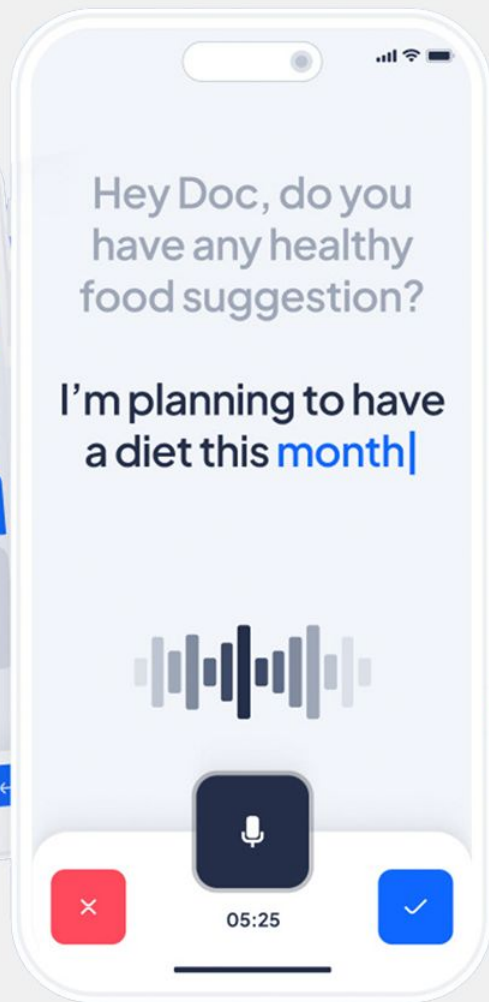 Hey Doc, do you
have any healthy
food suggestion?
I'm planning to have
a diet this month
05:25